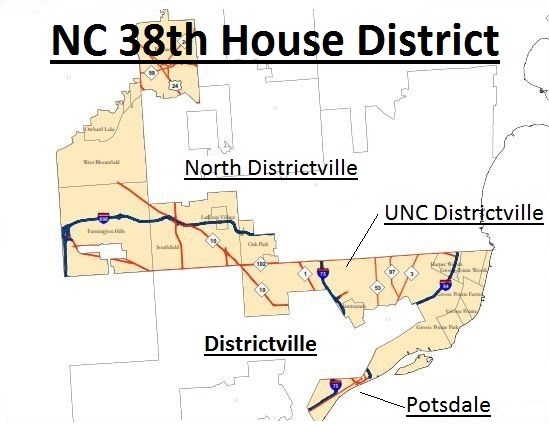 NC 38th House District
59
24
Orchard Lake
West Bloomfield
North Districtville
UNC Districtville
Lathrup Village
Farmington Hills
Southfield
10
Oak Park
102
Harper Woods
Grosse Pointe Woods
1
75
97
3
53
94
10
Hamtramck
Grosse Pointe Farms
Grosse Pointe
Grosse Pointe Park
Districtville
75
Potsdale